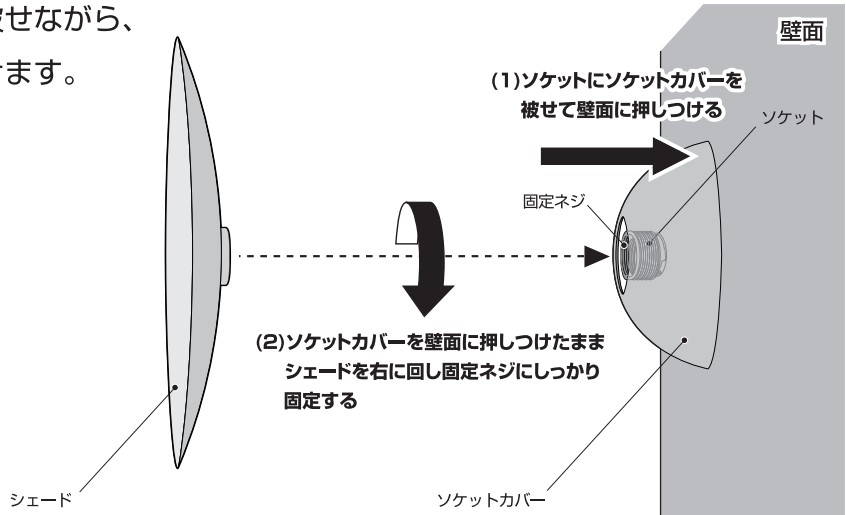 せながら、
ます。
壁面
(1)ソケットにソケットカバーを
被せて壁面に押しつける
ソケット
固定ネジ
(2)ソケットカバーを壁面に押しつけたまま
シェードを右に回し固定ネジにしっかり
固定する
シェード
ソケットカバー